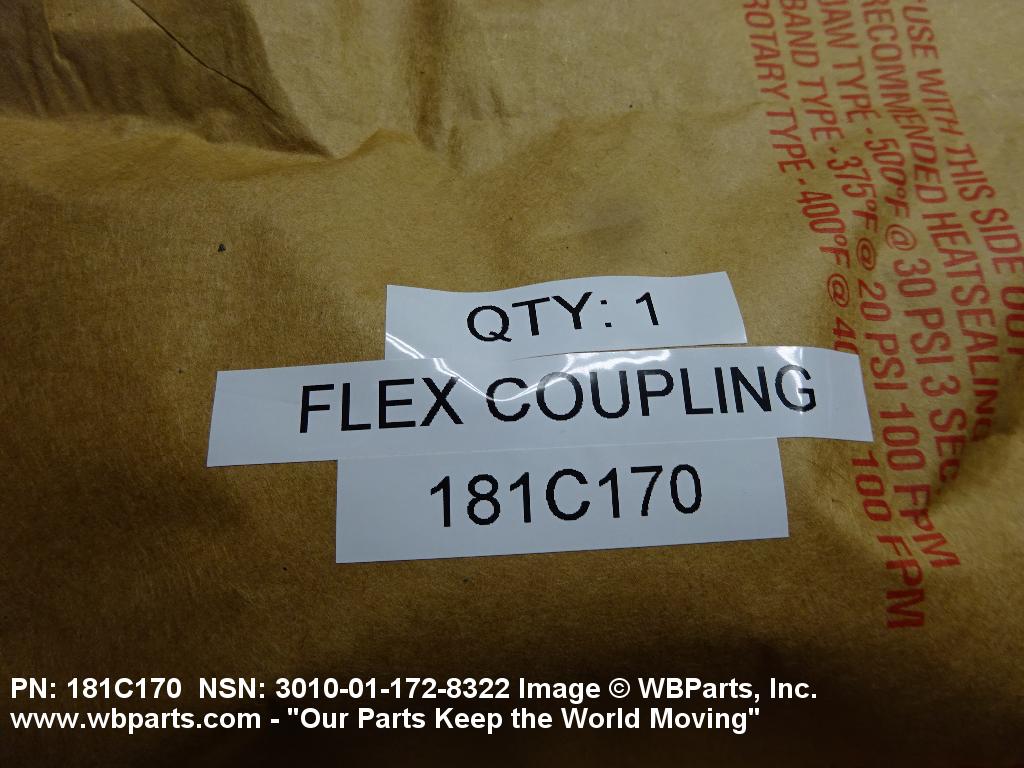 "USE WITH THIS SIDE OUT
RECOMMENDED HEATSEALING
JAW TYPE - 500°F @ 30 PSI 3 SEC
BAND TYPE - 375°F @ 20 PSI 100 FPM
ROTARY TYPE - 400°F @ 100 FPM
QTY: 1
FLEX COUPLING
181C170
PN: 181C170 NSN: 3010-01-172-8322 Image © WBParts, Inc.
www.wbparts.com - "Our Parts Keep the World Moving"